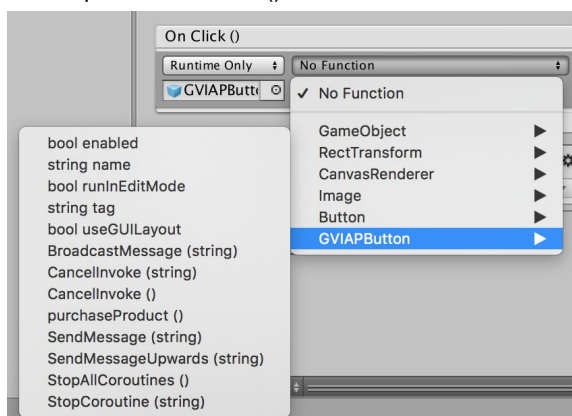 On Click ()
Runtime Only
No Function
GVIAPButt
✓ No Function
GameObject
RectTransform
CanvasRenderer
Image
Button
GVIAPButton
bool enabled
string name
bool runInEditMode
string tag
bool useGUILayout
BroadcastMessage (string)
CancelInvoke (string)
CancelInvoke ()
purchaseProduct ()
SendMessage (string)
SendMessageUpwards (string)
StopAllCoroutines ()
StopCoroutine (string)